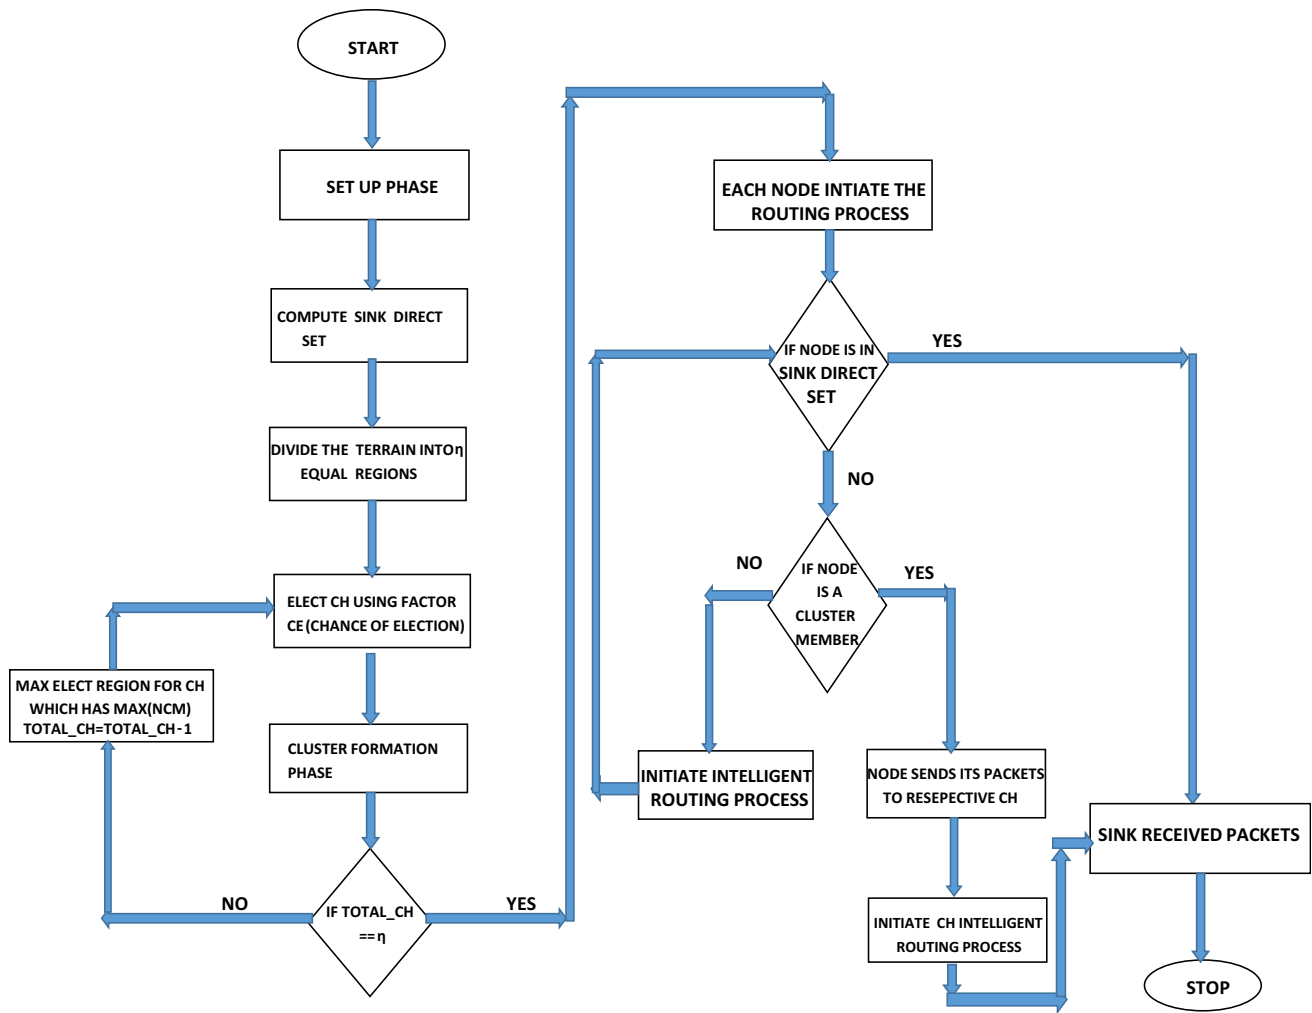 START
SET UP PHASE
COMPUTE SINK DIRECT
SET
DIVIDE THE TERRAIN INTO η
EQUAL REGIONS
ELECT CH USING FACTOR
CE (CHANCE OF ELECTION)
MAX ELECT REGION FOR CH
WHICH HAS MAX(NCM)
TOTAL_CH=TOTAL_CH-1
CLUSTER FORMATION
PHASE
NO
IF TOTAL_CH
== η
YES
EACH NODE INTIATE THE
ROUTING PROCESS
IF NODE IS IN
SINK DIRECT
SET
YES
NO
IF NODE
IS A
CLUSTER
MEMBER
NO
YES
INITIATE INTELLIGENT
ROUTING PROCESS
NODE SENDS ITS PACKETS
TO RESEPECTIVE CH
INITIATE CH INTELLIGENT
ROUTING PROCESS
SINK RECEIVED PACKETS
STOP